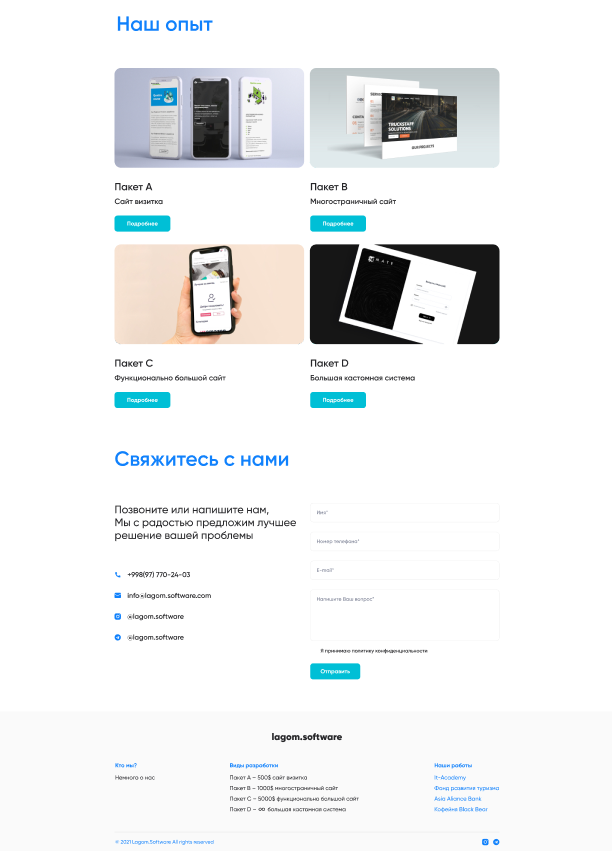 Наш опыт
TRUCKSTAFF
SOLUTIONS
OUR PROJECTS
Пакет A
Сайт визитка
Подробнее
Пакет B
Многостраничный сайт
Подробнее
Пакет C
Функционально большой сайт
Подробнее
Пакет D
Большая кастомная система
Подробнее
Свяжитесь с нами
Позвоните или напишите нам,
Мы с радостью предложим лучшее
решение вашей проблемы
+998(97) 770-24-03
info@lagom.software.com
@lagom.software
@lagom.software
Имя*
Номер телефона*
E-mail*
Напишите Ваш вопрос*
Я принимаю политику конфиденциальности
Отправить
lagom.software
Кто мы?
Немного о нас
Виды разработки
Пакет A – 500$ сайт визитка
Пакет B – 1000$ многостраничный сайт
Пакет C – 5000$ функционально большой сайт
Пакет D – ∞ большая кастомная система
Наши работы
It-Academy
Фонд развития туризма
Asia Aliance Bank
Кофейня Black Bear
© 2021 Lagom.Software All rights reserved